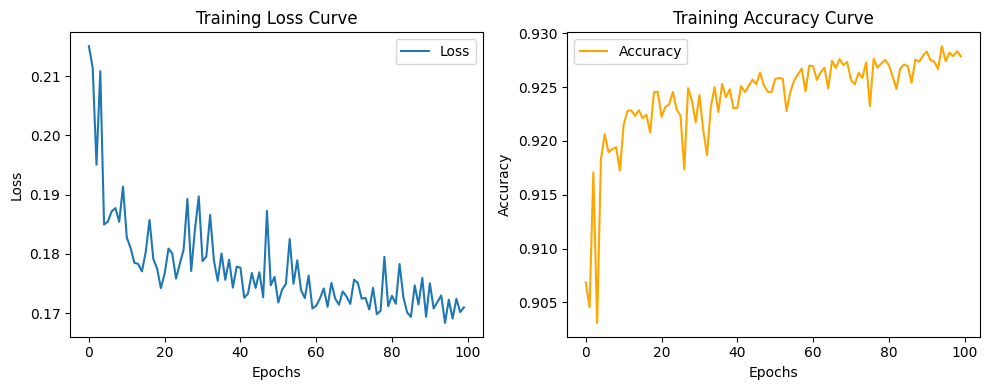 Training Loss Curve
Loss
0.21
0.20
0.19
0.18
0.17
Loss
0 20 40 60 80 100
Epochs
Training Accuracy Curve
Accuracy
0.930
0.925
0.920
0.915
0.910
0.905
Accuracy
0 20 40 60 80 100
Epochs